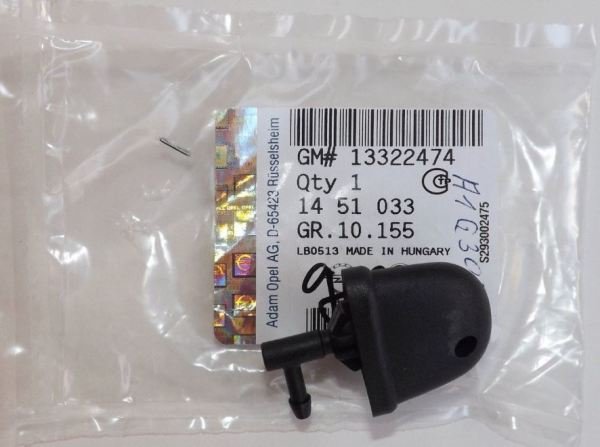 GM# 13322474
Qty 1
14 51 033
GR.10.155
LB0513 MADE IN HUNGARY
Adam Opel AG, D-65423 Rüsselsheim
S293002475